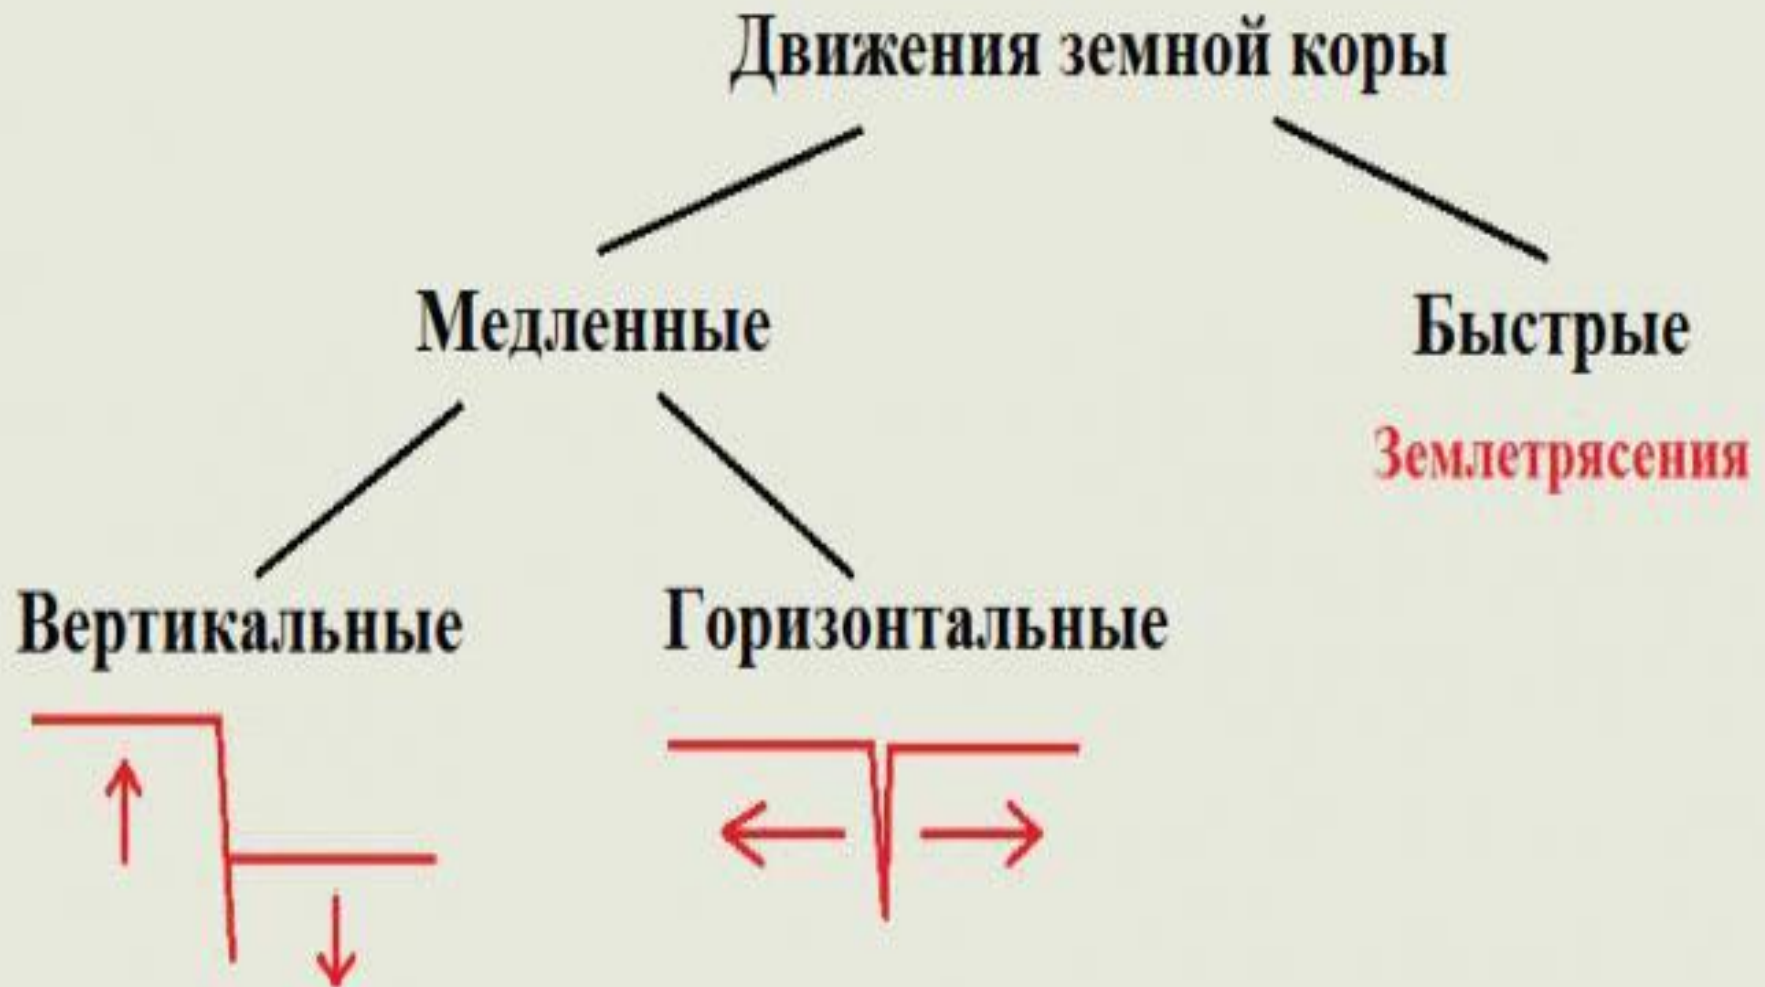 Движения земной коры
Медленные
Быстрые
Землетрясения
Вертикальные
Горизонтальные